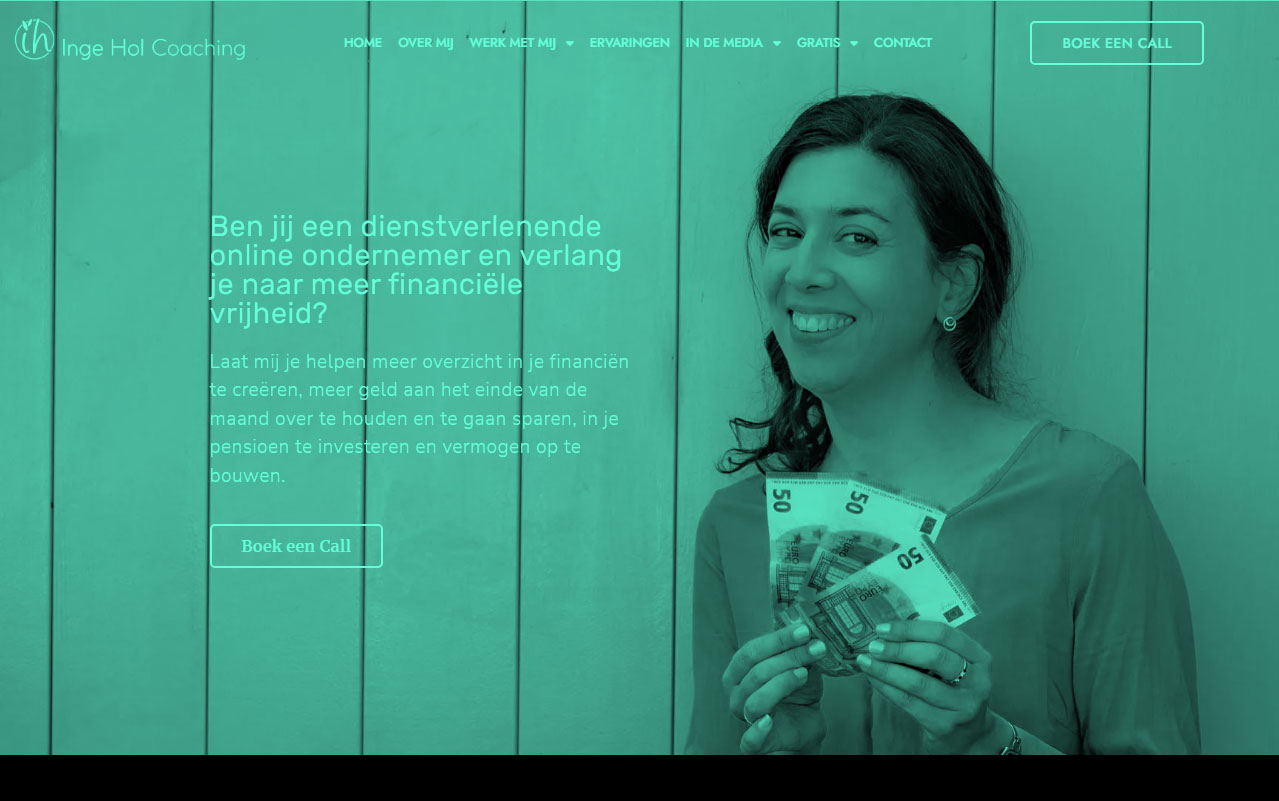 ih Inge Hol Coaching
HOME OVER MIJ WERK MET MIJ ERVARINGEN IN DE MEDIA GRATIS CONTACT
BOEK EEN CALL
Ben jij een dienstverlenende
online ondernemer en verlang
je naar meer financiële
vrijheid?
Laat mij je helpen meer overzicht in je financiën
te creëren, meer geld aan het einde van de
maand over te houden en te gaan sparen, in je
pensioen te investeren en vermogen op te
bouwen.
Boek een Call
50
50
50
EURO
EURO